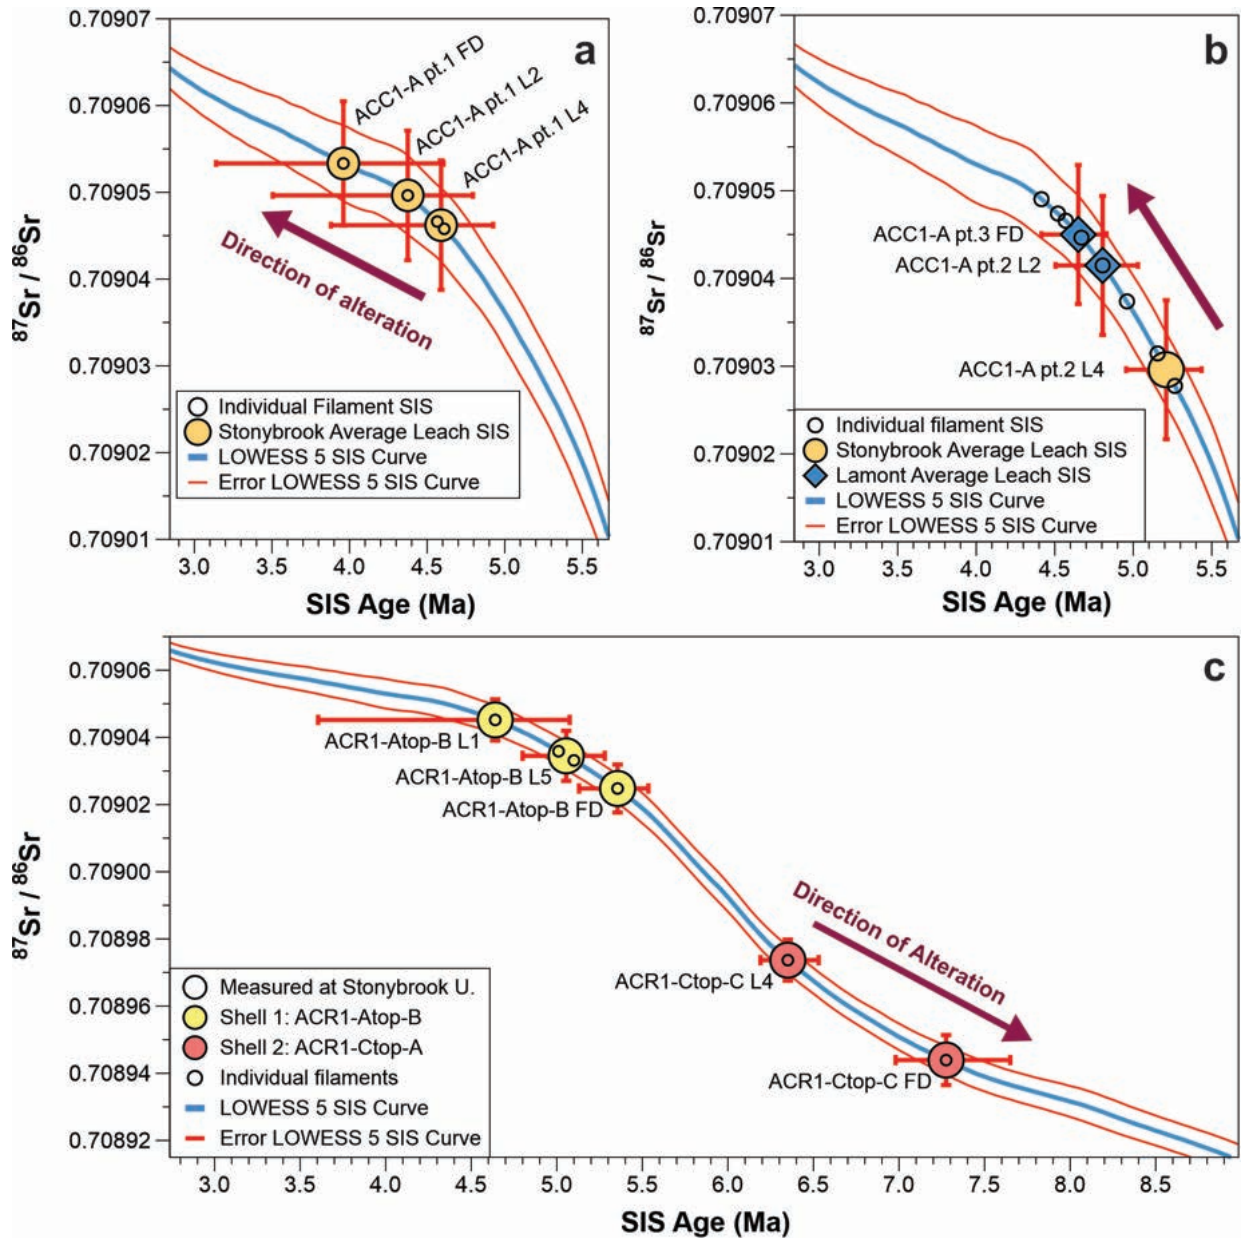 a
0.70907
0.70906
0.70905
0.70904
0.70903
0.70902
0.70901
87Sr / 86Sr
ACC1-A pt.1 FD
ACC1-A pt.1 L2
ACC1-A pt.1 L4
Direction of alteration
Individual Filament SIS
Stonybrook Average Leach SIS
LOWESS 5 SIS Curve
Error LOWESS 5 SIS Curve
3.0 3.5 4.0 4.5 5.0 5.5
SIS Age (Ma)
b
0.70907
0.70906
0.70905
0.70904
0.70903
0.70902
0.70901
87Sr / 86Sr
ACC1-A pt.3 FD
ACC1-A pt.2 L2
ACC1-A pt.2 L4
Individual filament SIS
Stonybrook Average Leach SIS
Lamont Average Leach SIS
LOWESS 5 SIS Curve
Error LOWESS 5 SIS Curve
3.0 3.5 4.0 4.5 5.0 5.5
SIS Age (Ma)
c
0.70906
0.70904
0.70902
0.70900
0.70898
0.70896
0.70894
0.70892
87Sr / 86Sr
ACR1-Atop-B L1
ACR1-Atop-B L5
ACR1-Atop-B FD
ACR1-Ctop-C L4
ACR1-Ctop-C FD
Direction of Alteration
Measured at Stonybrook U.
Shell 1: ACR1-Atop-B
Shell 2: ACR1-Ctop-A
Individual filaments
LOWESS 5 SIS Curve
Error LOWESS 5 SIS Curve
3.0 3.5 4.0 4.5 5.0 5.5 6.0 6.5 7.0 7.5 8.0 8.5
SIS Age (Ma)